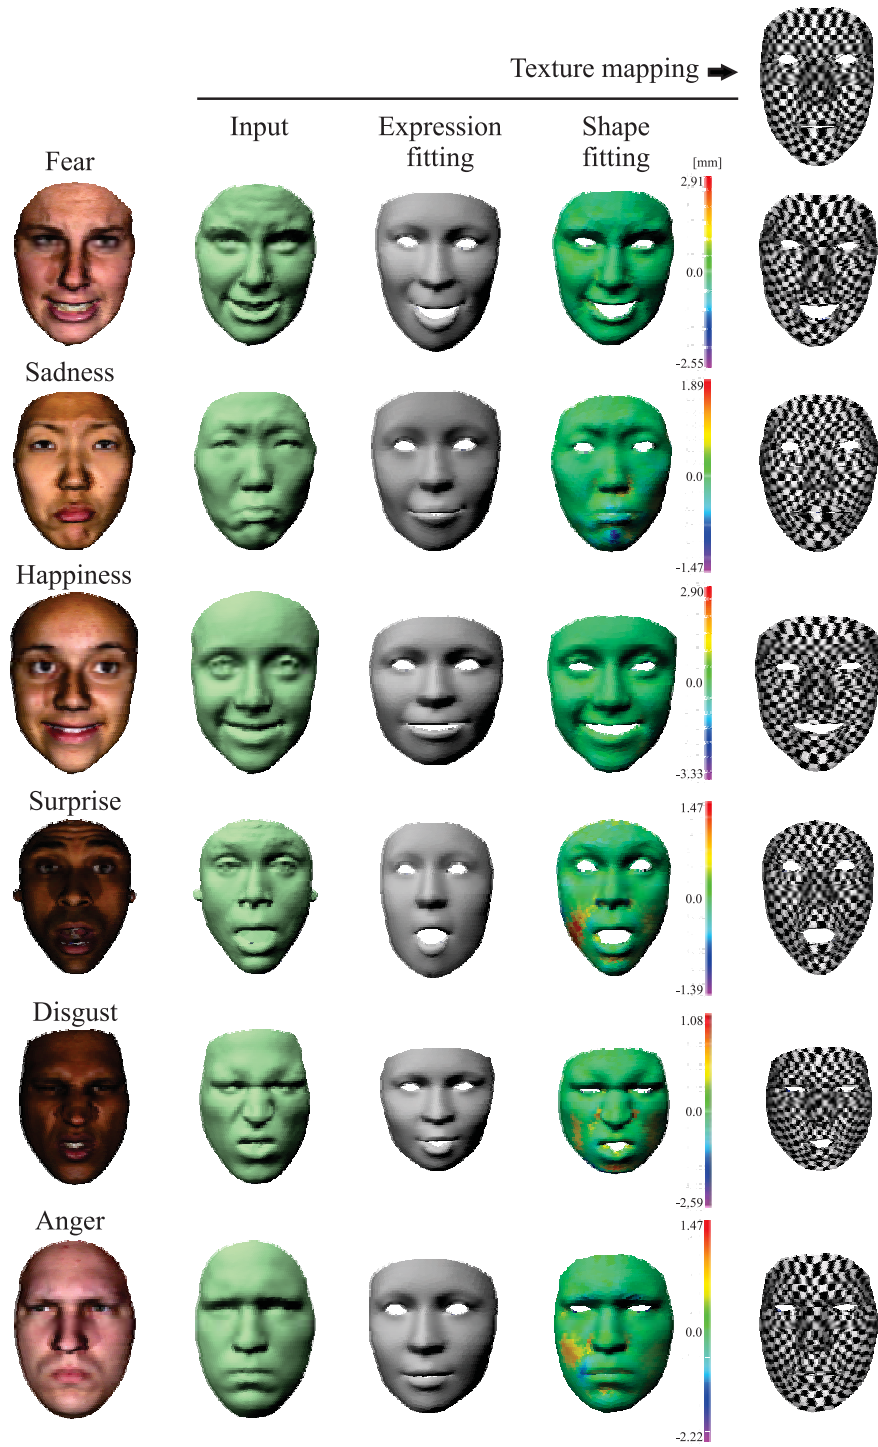 Texture mapping
Input
Expression
fitting
Shape
fitting
[mm]
Fear
2.91
0.0
-2.55
Sadness
1.89
0.0
-1.47
Happiness
2.90
0.0
-3.33
Surprise
1.47
0.0
-1.39
Disgust
1.08
0.0
-2,59
Anger
1.47
0.0
-2.22